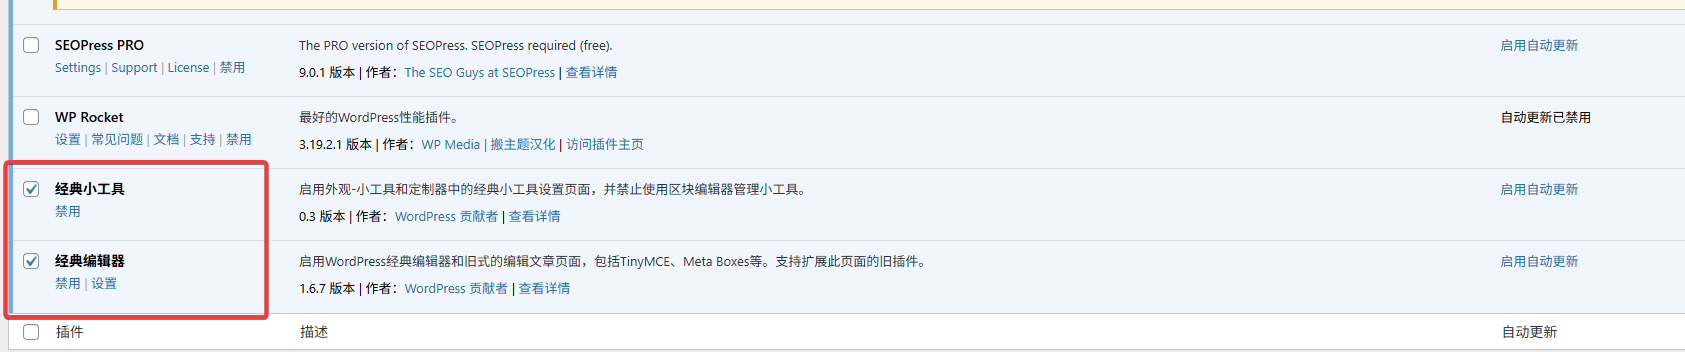 SEOPress PRO
The PRO version of SEOPress. SEOPress required (free).
启用自动更新
Settings | Support | License | 禁用
9.0.1 版本 | 作者：The SEO Guys at SEOPress | 查看详情
WP Rocket
最好的WordPress性能插件。
自动更新已禁用
设置 | 常见问题 | 文档 | 支持 | 禁用
3.19.2.1 版本 | 作者：WP Media | 搬主题汉化 | 访问插件主页
经典小工具
启用外观-小工具和定制器中的经典小工具设置页面，并禁止使用区块编辑器管理小工具。
启用自动更新
禁用
0.3 版本 | 作者：WordPress 贡献者 | 查看详情
经典编辑器
启用WordPress经典编辑器和旧式的编辑文章页面，包括TinyMCE、Meta Boxes等。支持扩展此页面的旧插件。
启用自动更新
禁用 | 设置
1.6.7 版本 | 作者：WordPress 贡献者 | 查看详情
插件
描述
自动更新